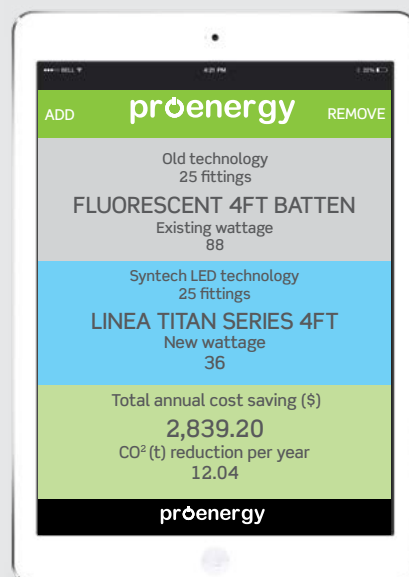 BELL 4:21 PM 22%
ADD proenergy REMOVE
Old technology
25 fittings
FLUORESCENT 4FT BATTEN
Existing wattage
88
Syntech LED technology
25 fittings
LINEA TITAN SERIES 4FT
New wattage
36
Total annual cost saving ($)
2,839.20
CO² (t) reduction per year
12.04
proenergy